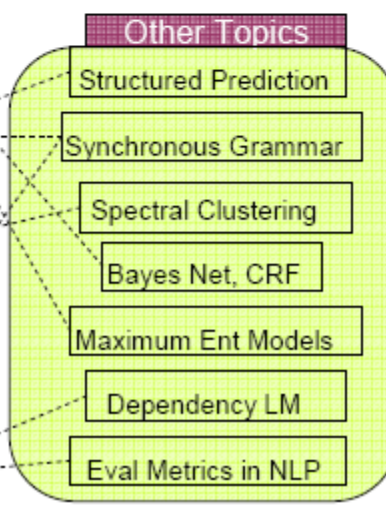 Other Topics
Structured Prediction
Synchronous Grammar
Spectral Clustering
Bayes Net, CRF
Maximum Ent Models
Dependency LM
Eval Metrics in NLP